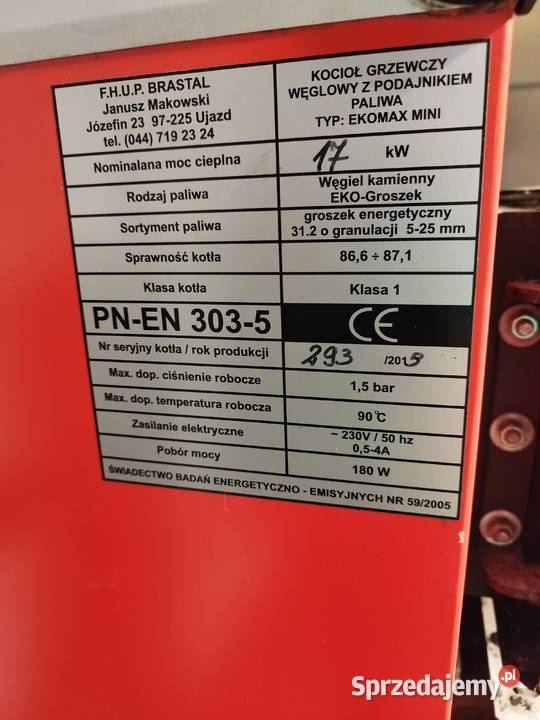 F.H.U.P. BRASTAL
Janusz Makowski
Józefin 23 97-225 Ujazd
tel. (044) 719 23 24
KOCIOŁ GRZEWCZY
WĘGLOWY Z PODAJNIKIEM
PALIWA
TYP: EKOMAX MINI
Nominalana moc cieplna 17 kW
Rodzaj paliwa
Węgiel kamienny
EKO-Groszek
Sortyment paliwa
groszek energetyczny
31.2 o granulacji 5-25 mm
Sprawność kotła 86,6 ÷ 87,1
Klasa kotła Klasa 1
PN-EN 303-5 CE
Nr seryjny kotła / rok produkcji 293 /2015
Max. dop. ciśnienie robocze 1,5 bar
Max. dop. temperatura robocza 90°C
Zasilanie elektryczne
~ 230V / 50 hz
0,5-4A
Pobór mocy 180 W
ŚWIADECTWO BADAŃ ENERGETYCZNO - EMISYJNYCH NR 59/2005
Sprzedajemy.pl